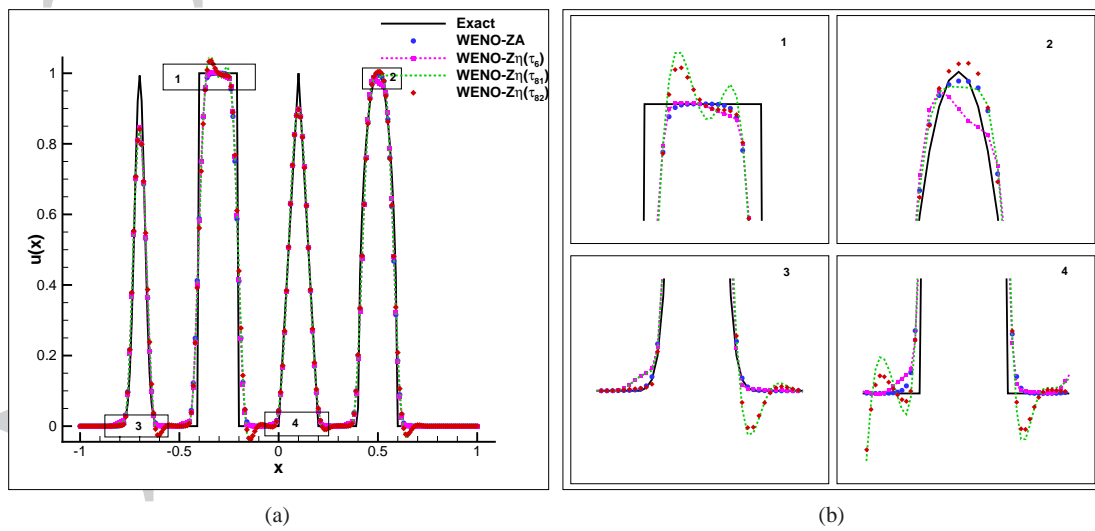 Exact
WENO-ZA
WENO-Zη(τ6)
WENO-Zη(τ81)
WENO-Zη(τ82)
1
2
3
4
u(x)
1
0.8
0.6
0.4
0.2
0
-1
-0.5
0
0.5
1
x
(a)
1
2
3
4
(b)